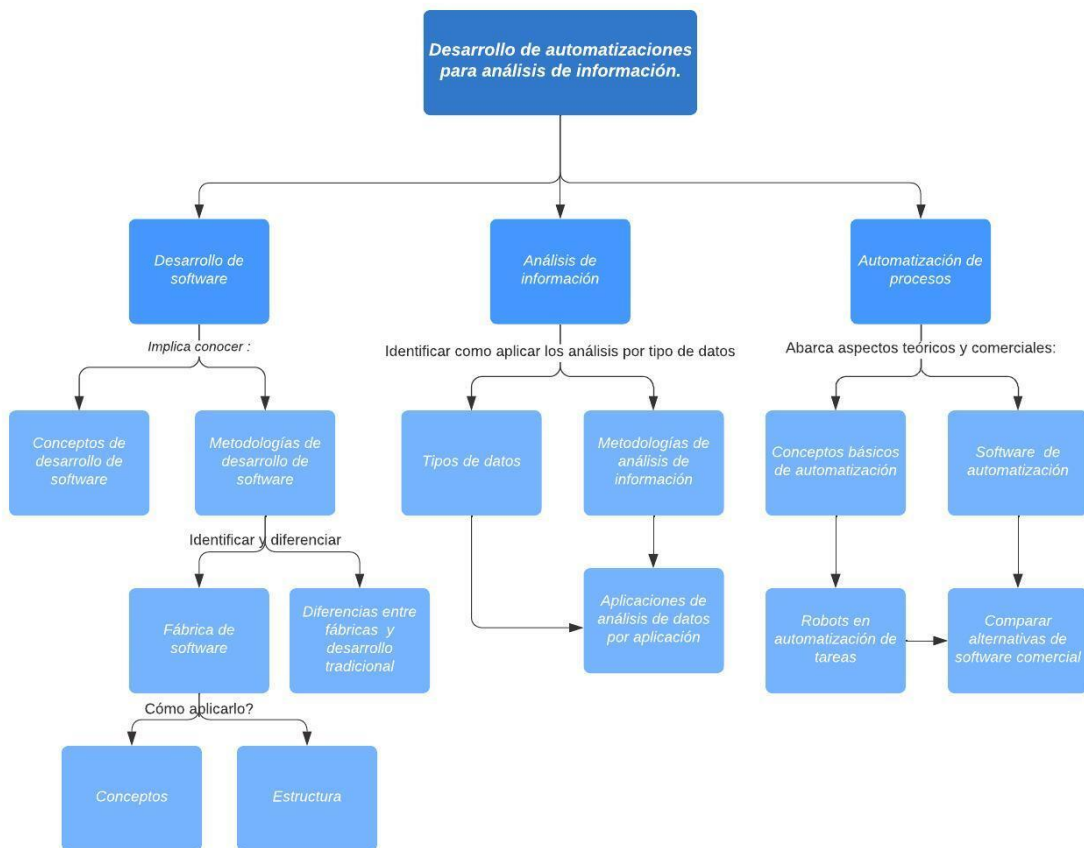 Desarrollo de automatizaciones
para análisis de información.
Desarrollo de
software
Análisis de
información
Automatización de
procesos
Implica conocer :
Identificar como aplicar los análisis por tipo de datos
Abarca aspectos teóricos y comerciales:
Conceptos de
desarrollo de
software
Metodologías de
desarrollo de
software
Tipos de datos
Metodologías de
análisis de
información
Conceptos básicos
de automatización
Software de
automatización
Identificar y diferenciar
Fábrica de
software
Diferencias entre
fábricas y
desarrollo
tradicional
Aplicaciones de
análisis de datos
por aplicación
Robots en
automatización de
tareas
Comparar
alternativas de
software comercial
Cómo aplicarlo?
Conceptos
Estructura